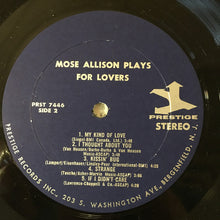 MOSE ALLISON PLAYS
FOR LOVERS
PRST 7446
SIDE 2
PRESTIGE
STEREO
1. MY KIND OF LOVE
2. I THOUGHT ABOUT YOU
3. KISSIN' BUG
4. STRANGE
5. IF I DIDN'T CARE
PRESTIGE RECORDS INC. 203 S. WASHINGTON AVE., BERGENFIELD, N. J.